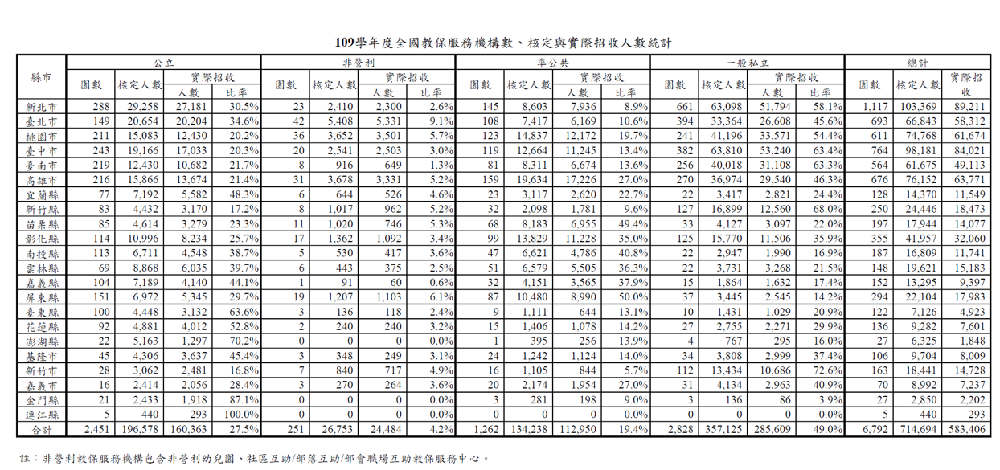 109學年度全國教保服務機構數、核定與實際招收人數統計
縣市 公立 非營利 準公共 一般私立 總計
園數 核定人數 實際招收 園數 核定人數 實際招收 園數 核定人數 實際招收 園數 核定人數 實際招收 園數 核定人數 實際招收
人數 比率 人數 比率 人數 比率 人數 比率
新北市 288 29,258 27,181 30.5% 23 2,410 2,300 2.6% 145 8,603 7,936 8.9% 661 63,098 51,794 58.1% 1,117 103,369 89,211
臺北市 149 20,654 20,204 34.6% 42 5,408 5,331 9.1% 108 7,417 6,169 10.6% 394 33,364 26,608 45.6% 693 66,843 58,312
桃園市 211 15,083 12,430 20.2% 36 3,652 3,501 5.7% 123 14,837 12,172 19.7% 241 41,196 33,571 54.4% 611 74,768 61,674
臺中市 243 19,166 17,033 20.3% 20 2,541 2,503 3.0% 119 12,664 11,245 13.4% 382 63,810 53,240 63.4% 764 98,181 84,021
臺南市 219 12,430 10,682 21.7% 8 916 649 1.3% 81 8,311 6,674 13.6% 256 40,018 31,108 63.3% 564 61,675 49,113
高雄市 216 15,866 13,674 21.4% 31 3,678 3,331 5.2% 159 19,634 17,226 27.0% 270 36,974 29,540 46.3% 676 76,152 63,771
宜蘭縣 77 7,192 5,582 48.3% 6 644 526 4.6% 23 3,117 2,620 22.7% 22 3,417 2,821 24.4% 128 14,370 11,549
新竹縣 83 4,432 3,170 17.2% 8 1,017 962 5.2% 32 2,098 1,781 9.6% 127 16,899 12,560 68.0% 250 24,446 18,473
苗栗縣 85 4,614 3,279 23.3% 11 1,020 746 5.3% 68 8,183 6,955 49.4% 33 4,127 3,097 22.0% 197 17,944 14,077
彰化縣 114 10,996 8,234 25.7% 17 1,362 1,092 3.4% 99 13,829 11,228 35.0% 125 15,770 11,506 35.9% 355 41,957 32,060
南投縣 113 6,711 4,548 38.7% 5 530 417 3.6% 47 6,621 4,786 40.8% 22 2,947 1,990 16.9% 187 16,809 11,741
雲林縣 69 8,868 6,035 39.7% 6 443 375 2.5% 51 6,579 5,505 36.3% 22 3,731 3,268 21.5% 148 19,621 15,183
嘉義縣 104 7,189 4,140 44.1% 1 91 60 0.6% 32 4,151 3,565 37.9% 15 1,864 1,632 17.4% 152 13,295 9,397
屏東縣 151 6,972 5,345 29.7% 19 1,207 1,103 6.1% 87 10,480 8,990 50.0% 37 3,445 2,545 14.2% 294 22,104 17,983
臺東縣 100 4,448 3,132 63.6% 3 136 118 2.4% 9 1,111 644 13.1% 10 1,431 1,029 20.9% 122 7,126 4,923
花蓮縣 92 4,881 4,012 52.8% 2 240 240 3.2% 15 1,406 1,078 14.2% 27 2,755 2,271 29.9% 136 9,282 7,601
澎湖縣 22 5,163 1,297 70.2% 0 0 0 0.0% 1 395 256 13.9% 4 767 295 16.0% 27 6,325 1,848
基隆市 45 4,306 3,637 45.4% 3 348 249 3.1% 24 1,242 1,124 14.0% 34 3,808 2,999 37.4% 106 9,704 8,009
新竹市 28 3,062 2,481 16.8% 7 840 717 4.9% 16 1,105 844 5.7% 112 13,434 10,686 72.6% 163 18,441 14,728
嘉義市 16 2,414 2,056 28.4% 3 270 264 3.6% 20 2,174 1,954 27.0% 31 4,134 2,963 40.9% 70 8,992 7,237
金門縣 21 2,433 1,918 87.1% 0 0 0 0.0% 3 281 198 9.0% 3 136 86 3.9% 27 2,850 2,202
連江縣 5 440 293 100.0% 0 0 0 0.0% 0 0 0 0.0% 0 0 0 0.0% 5 440 293
合計 2,451 196,578 160,363 27.5% 251 26,753 24,484 4.2% 1,262 134,238 112,950 19.4% 2,828 357,125 285,609 49.0% 6,792 714,694 583,406
註：非營利教保服務機構包含非營利幼兒園、社區互助/部落互助/部會職場互助教保服務中心。